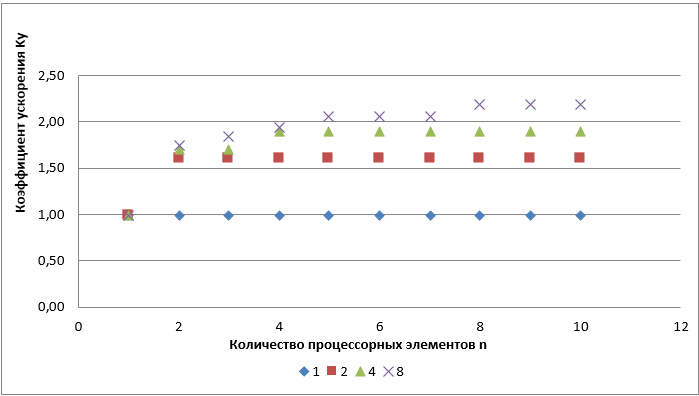 Коэффициент ускорения Ку
2,50
2,00
1,50
1,00
0,50
0,00
0 2 4 6 8 10 12
Количество процессорных элементов n
1 2 4 8